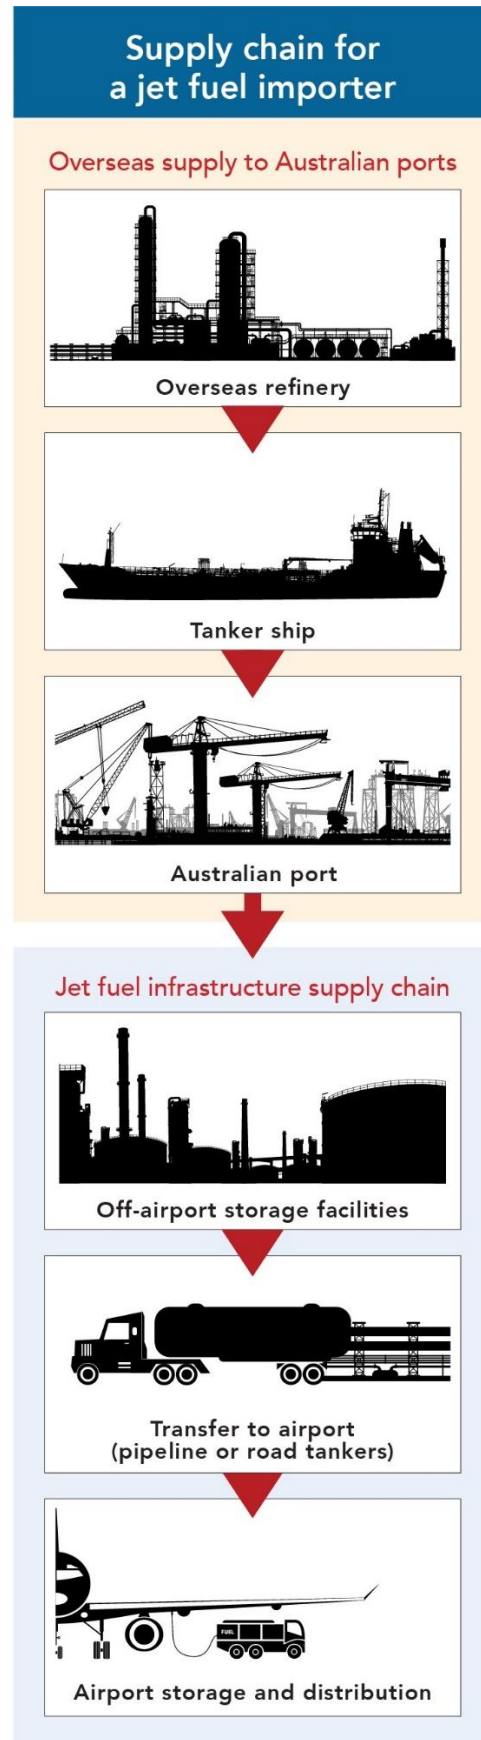 Supply chain for
a jet fuel importer
Overseas supply to Australian ports
Overseas refinery
Tanker ship
Australian port
Jet fuel infrastructure supply chain
Off-airport storage facilities
Transfer to airport
(pipeline or road tankers)
FUEL
Airport storage and distribution